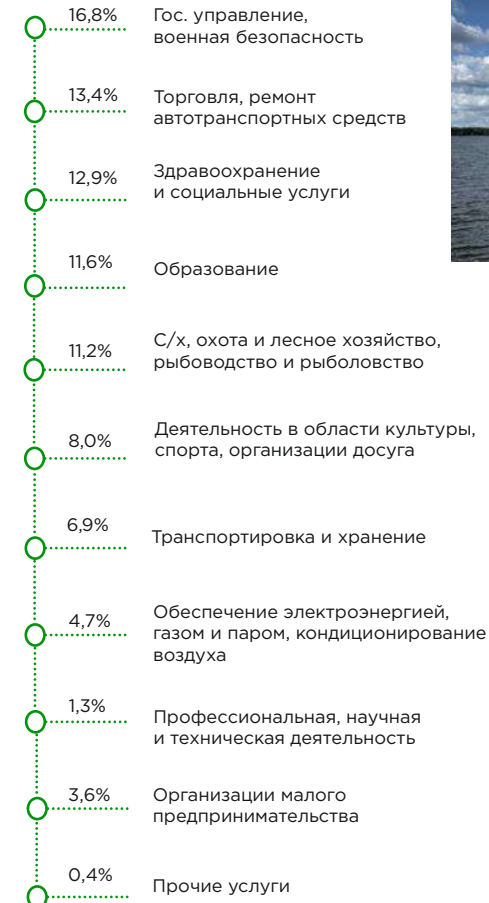 16,8% Гос. управление,
военная безопасность
13,4% Торговля, ремонт
автотранспортных средств
12,9% Здравоохранение
и социальные услуги
11,6% Образование
11,2% С/х, охота и лесное хозяйство,
рыбоводство и рыболовство
8,0% Деятельность в области культуры,
спорта, организации досуга
6,9% Транспортировка и хранение
4,7% Обеспечение электроэнергией,
газом и паром, кондиционирование
воздуха
1,3% Профессиональная, научная
и техническая деятельность
3,6% Организации малого
предпринимательства
0,4% Прочие услуги